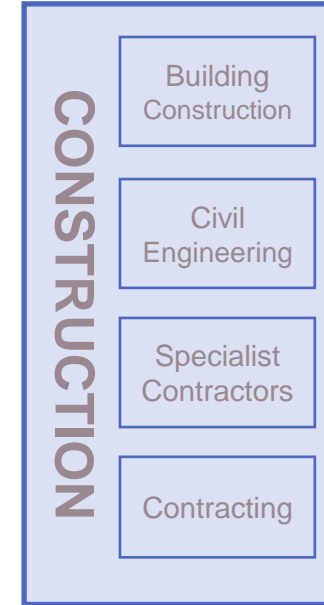 CONSTRUCTION
Building
Construction
Civil
Engineering
Specialist
Contractors
Contracting